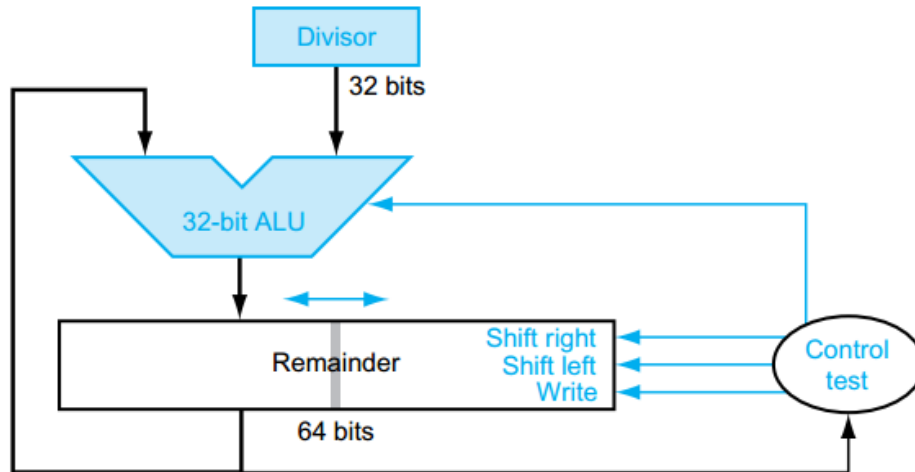 Divisor
32 bits
32-bit ALU
Remainder
Shift right
Shift left
Write
Control
test
64 bits